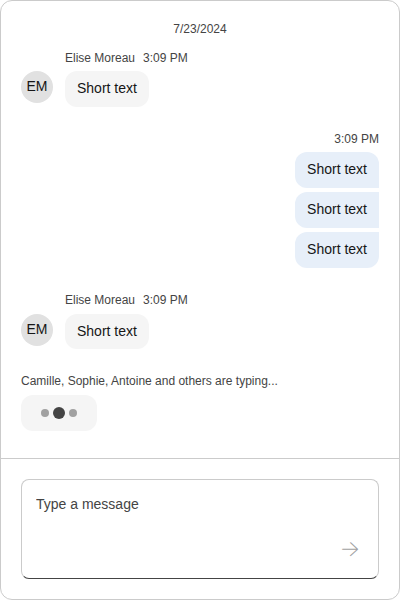 7/23/2024
Elise Moreau 3:09 PM
EM
Short text
3:09 PM
Short text
Short text
Short text
Elise Moreau 3:09 PM
EM
Short text
Camille, Sophie, Antoine and others are typing...
Type a message